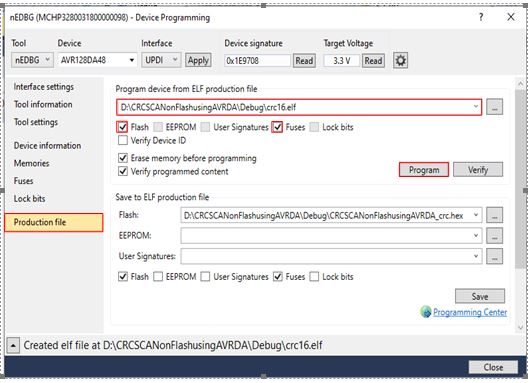 nEDBG (MCHP3280031800000098) - Device Programming
Tool Device Interface Device signature Target Voltage
nEDBG AVR128DA48 UPDI Apply 0x1E9708 Read 3.3 V Read
Interface settings
Tool information
Tool settings
Device information
Memories
Fuses
Lock bits
Production file
Program device from ELF production file
D:\CRCSCANonFlashusingAVRDA\Debug\crc16.elf ...
Flash EEPROM User Signatures Fuses Lock bits
Verify Device ID
Erase memory before programming
Verify programmed content
Program Verify
Save to ELF production file
Flash: D:\CRCSCANonFlashusingAVRDA\Debug\CRCSCANonFlashusingAVRDA_crc.hex ...
EEPROM: ...
User Signatures: ...
Flash EEPROM User Signatures Fuses Lock bits
Save
Programming Center
Created elf file at D:\CRCSCANonFlashusingAVRDA\Debug\crc16.elf
Close